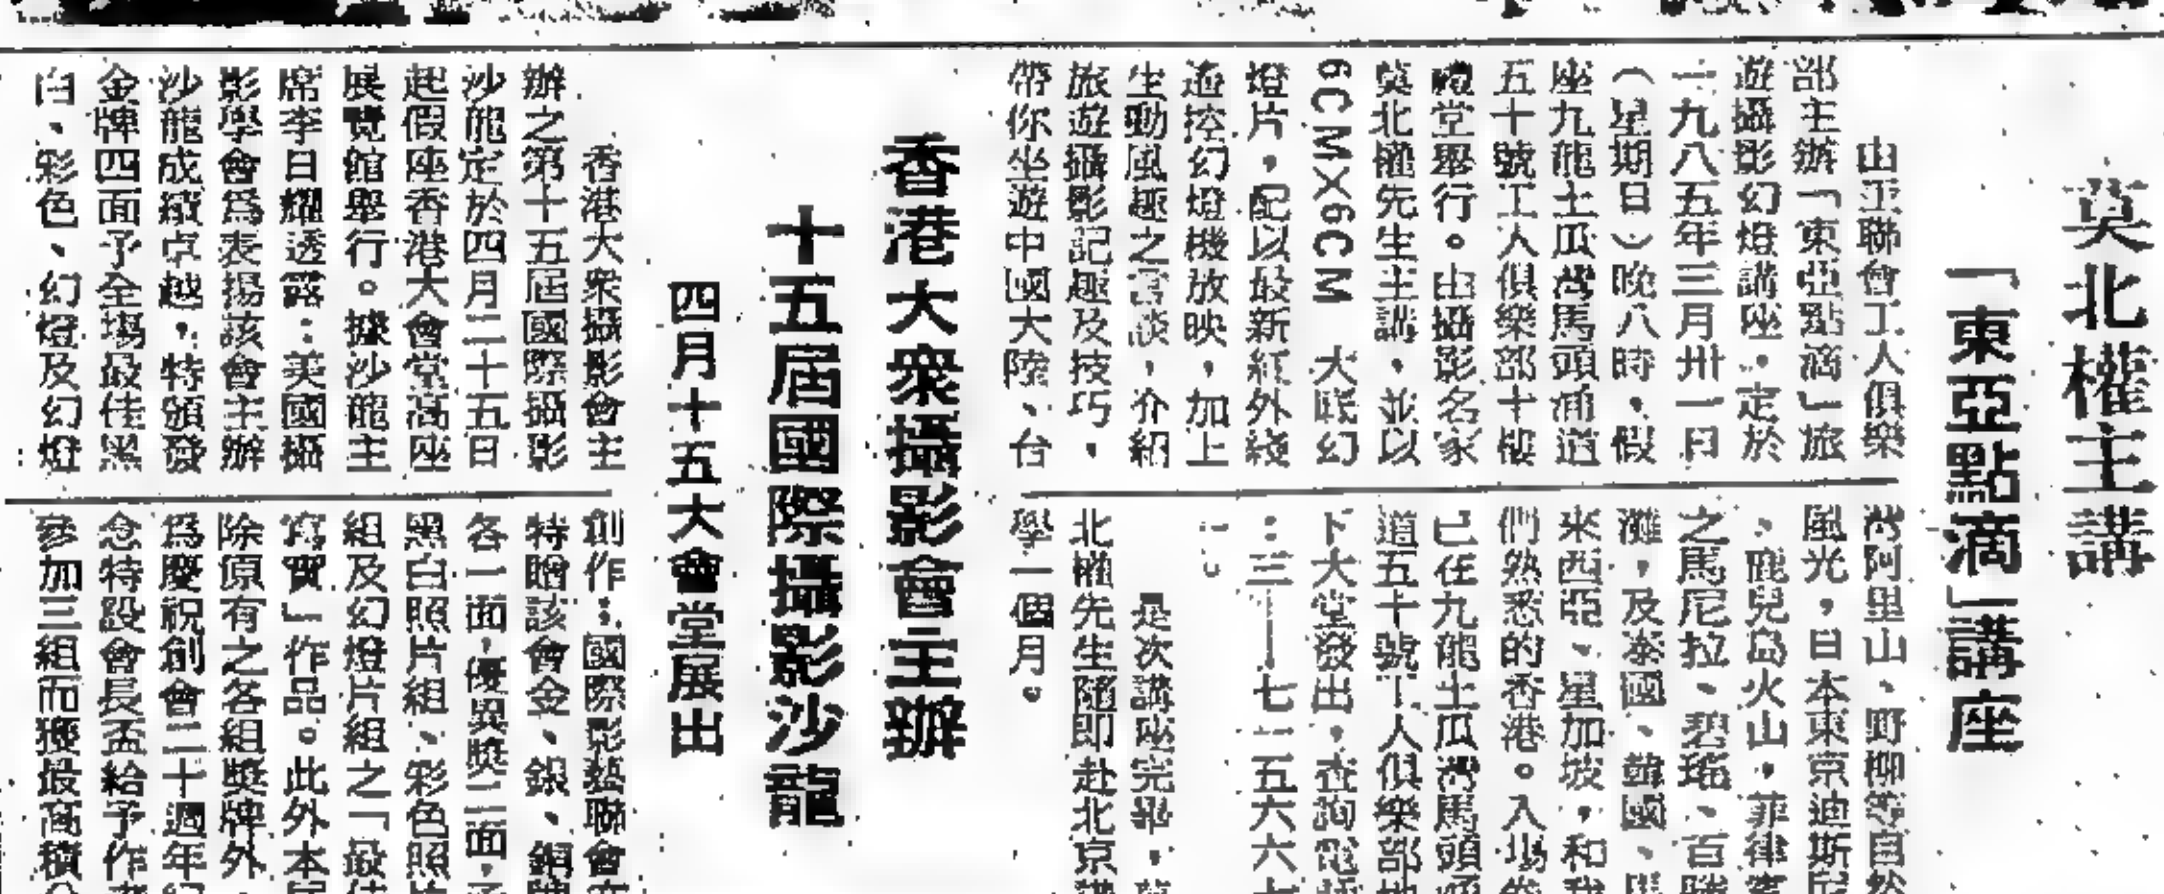 莫北權主講
「東亞點滴」講座
由工聯會工人俱樂
部主辦「東亞點滴」旅
遊攝影幻燈講座，定於
一九八五年三月卅一日
（星期日）晚八時，假
座九龍土瓜灣馬頭涌道
五十號工人俱樂部十樓
禮堂舉行。由攝影名家
莫北權先生主講，並以
6CMX6CM 大幻
燈片，配以最新紅外綫
遙控幻燈機放映，加上
生動風趣之言談，介紹
旅遊攝影記趣及技巧，
帶你坐遊中國大陸、台
灣阿里山、野柳等自然
風光，日本東京迪斯尼
、鹿兒島火山，菲律賓
之馬尼拉、碧瑤、百勝
灘，及泰國、韓國、馬
來西亞、星加坡，和我
們熟悉的香港。入場券
已在九龍土瓜灣馬頭涌
道五十號工人俱樂部地
下大堂發出，查詢電話
：三—七一五六六七
是次講座完畢，莫
北權先生隨即赴北京講
學一個月。
香港大衆攝影會主辦
十五屆國際攝影沙龍
四月十五大會堂展出
香港大衆攝影會主
辦之第十五屆國際攝影
沙龍定於四月二十五日
起假座香港大會堂高座
展覽館舉行。據沙龍主
席李日耀透露：美國攝
影學會爲表揚該會主辦
沙龍成績卓越，特頒發
金牌四面予全場最佳黑
白、彩色、幻燈及幻燈
創作；國際影藝聯會亦
特贈該會金、銀、銅牌
各一面，優異獎二面，予
黑白照片組、彩色照片
組及幻燈片組之「最佳
寫實」作品。此外本屆
除原有之各組獎牌外，
爲慶祝創會二十週年紀
念特設會長盃給予作者
參加三組而獲最高積分